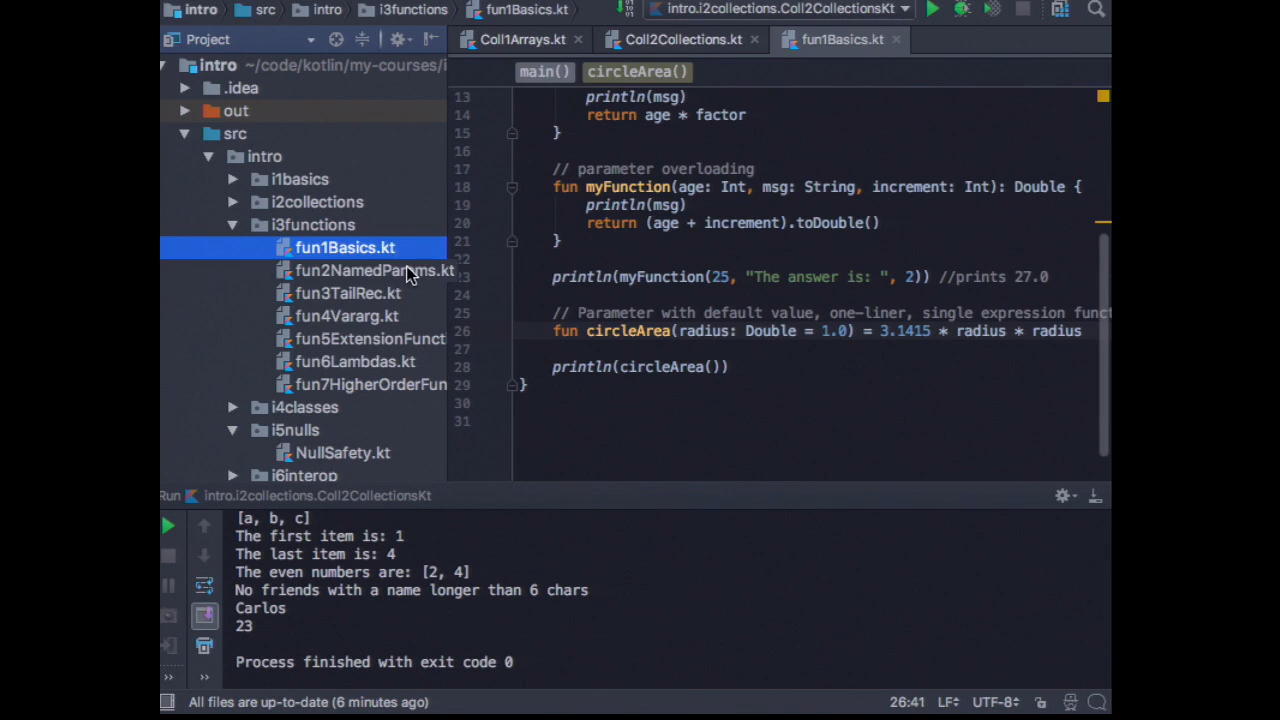 intro src intro i3functions fun1Basics.kt intro.i2collections.Coll2CollectionsKt
Project
Coll1Arrays.kt Coll2Collections.kt fun1Basics.kt
intro ~/code/kotlin/my-courses/i
.idea
out
src
intro
i1basics
i2collections
i3functions
fun1Basics.kt
fun2NamedParams.kt
fun3TailRec.kt
fun4Vararg.kt
fun5ExtensionFuncti
fun6Lambdas.kt
fun7HigherOrderFun
i4classes
i5nulls
NullSafety.kt
i6interop
main() circleArea()
13 println(msg)
14 return age * factor
15 }
16
17 // parameter overloading
18 fun myFunction(age: Int, msg: String, increment: Int): Double {
19 println(msg)
20 return (age + increment).toDouble()
21 }
23 println(myFunction(25, "The answer is: ", 2)) //prints 27.0
24
25 // Parameter with default value, one-liner, single expression funct
26 fun circleArea(radius: Double = 1.0) = 3.1415 * radius * radius
27
28 println(circleArea())
29 }
30
31
Run intro.i2collections.Coll2CollectionsKt
[a, b, c]
The first item is: 1
The last item is: 4
The even numbers are: [2, 4]
No friends with a name longer than 6 chars
Carlos
23
Process finished with exit code 0
All files are up-to-date (6 minutes ago) 26:41 LF UTF-8